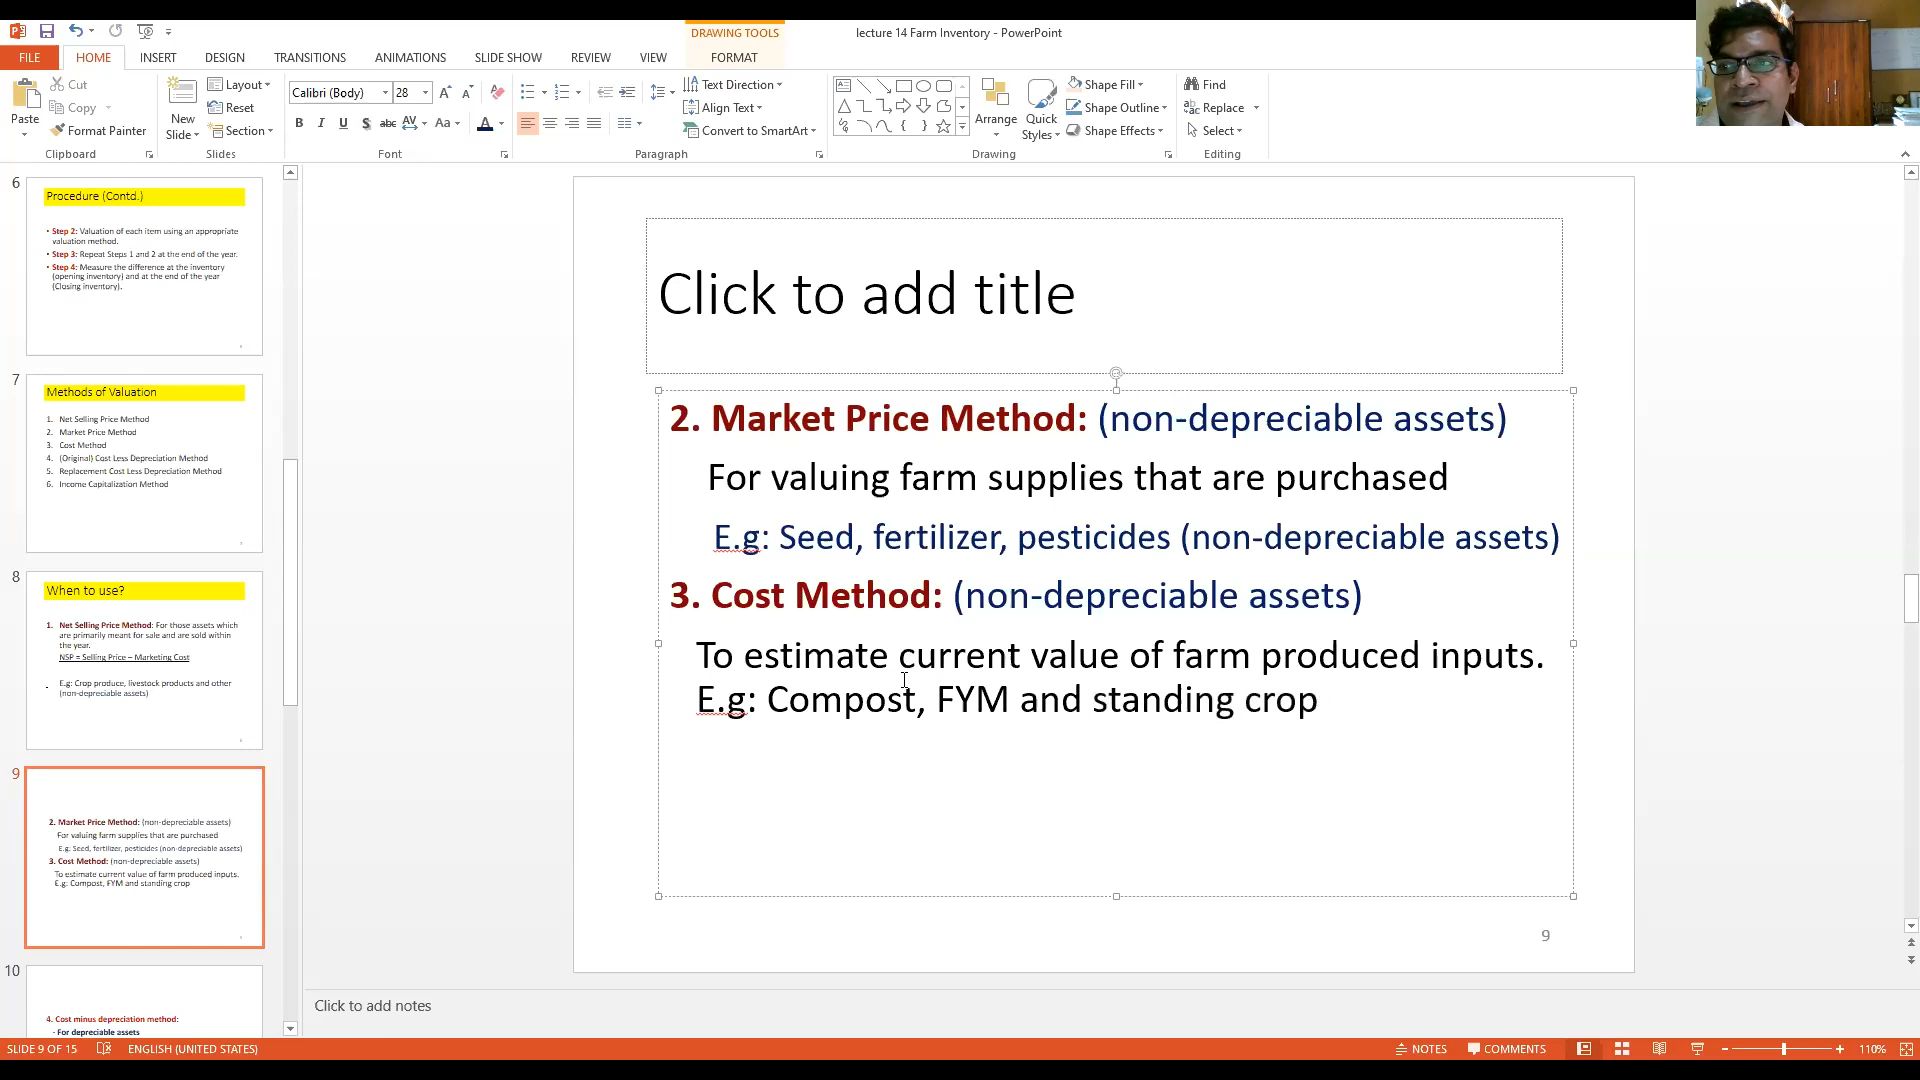 DRAWING TOOLS
lecture 14 Farm Inventory - PowerPoint
FILE
HOME
INSERT
DESIGN
TRANSITIONS
ANIMATIONS
SLIDE SHOW
REVIEW
VIEW
FORMAT
Paste
Cut
Copy
Format Painter
Clipboard
New
Slide
Layout
Reset
Section
Slides
Calibri (Body)
28
Font
Text Direction
Align Text
Convert to SmartArt
Paragraph
Arrange
Quick
Styles
Shape Fill
Shape Outline
Shape Effects
Drawing
Find
Replace
Select
Editing
6
Procedure (Contd.)
• Step 2: Valuation of each item using an appropriate
valuation method.
• Step 3: Repeat Steps 1 and 2 at the end of the year.
• Step 4: Measure the difference at the inventory
(opening inventory) and at the end of the year
(Closing inventory).
7
Methods of Valuation
1. Net Selling Price Method
2. Market Price Method
3. Cost Method
4. (Original) Cost Less Depreciation Method
5. Replacement Cost Less Depreciation Method
6. Income Capitalization Method
8
When to use?
1. Net Selling Price Method: For those assets which
are primarily meant for sale and are sold within
the year.
NSP = Selling Price – Marketing Cost
• E.g: Crop produce, livestock products and other
(non-depreciable assets)
9
2. Market Price Method: (non-depreciable assets)
For valuing farm supplies that are purchased
E.g: Seed, fertilizer, pesticides (non-depreciable assets)
3. Cost Method: (non-depreciable assets)
To estimate current value of farm produced inputs.
E.g: Compost, FYM and standing crop
10
4. Cost minus depreciation method:
- For depreciable assets
Click to add title
2. Market Price Method: (non-depreciable assets)
For valuing farm supplies that are purchased
E.g: Seed, fertilizer, pesticides (non-depreciable assets)
3. Cost Method: (non-depreciable assets)
To estimate current value of farm produced inputs.
E.g: Compost, FYM and standing crop
9
Click to add notes
SLIDE 9 OF 15
ENGLISH (UNITED STATES)
NOTES
COMMENTS
110%